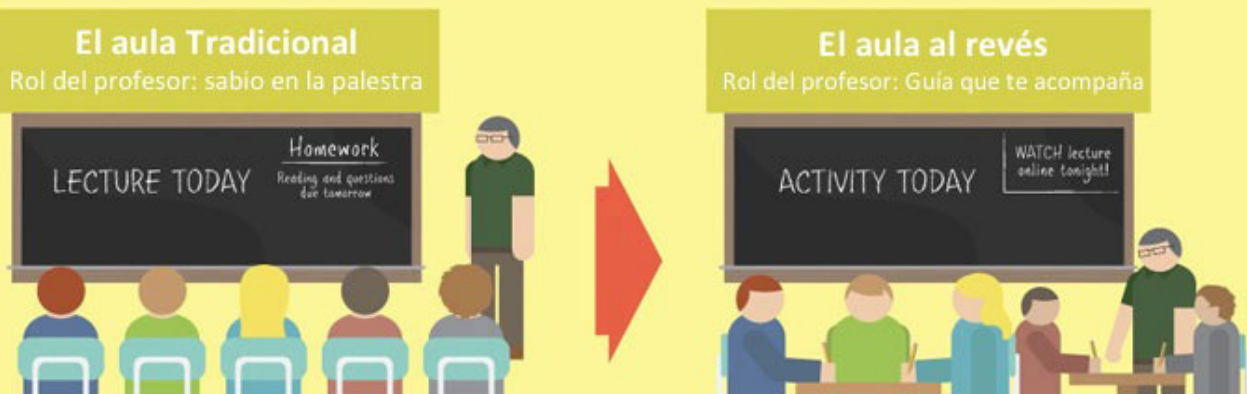 El aula Tradicional
Rol del profesor: sabio en la palestra
LECTURE TODAY
Homework
Reading and questions
due tomorrow
El aula al revés
Rol del profesor: Guía que te acompaña
ACTIVITY TODAY
WATCH lecture
online tonight!